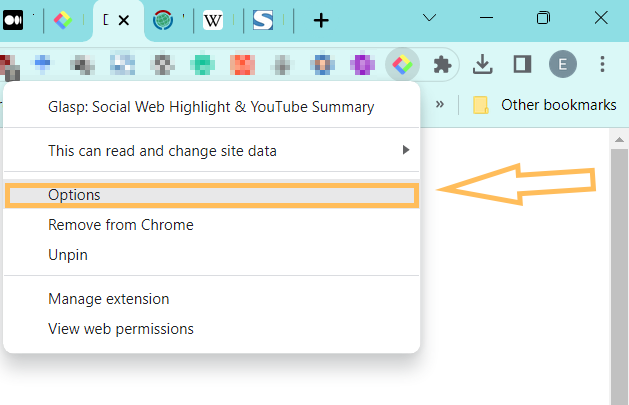 W
S
E
» Other bookmarks
Glasp: Social Web Highlight & YouTube Summary
This can read and change site data
Options
Remove from Chrome
Unpin
Manage extension
View web permissions